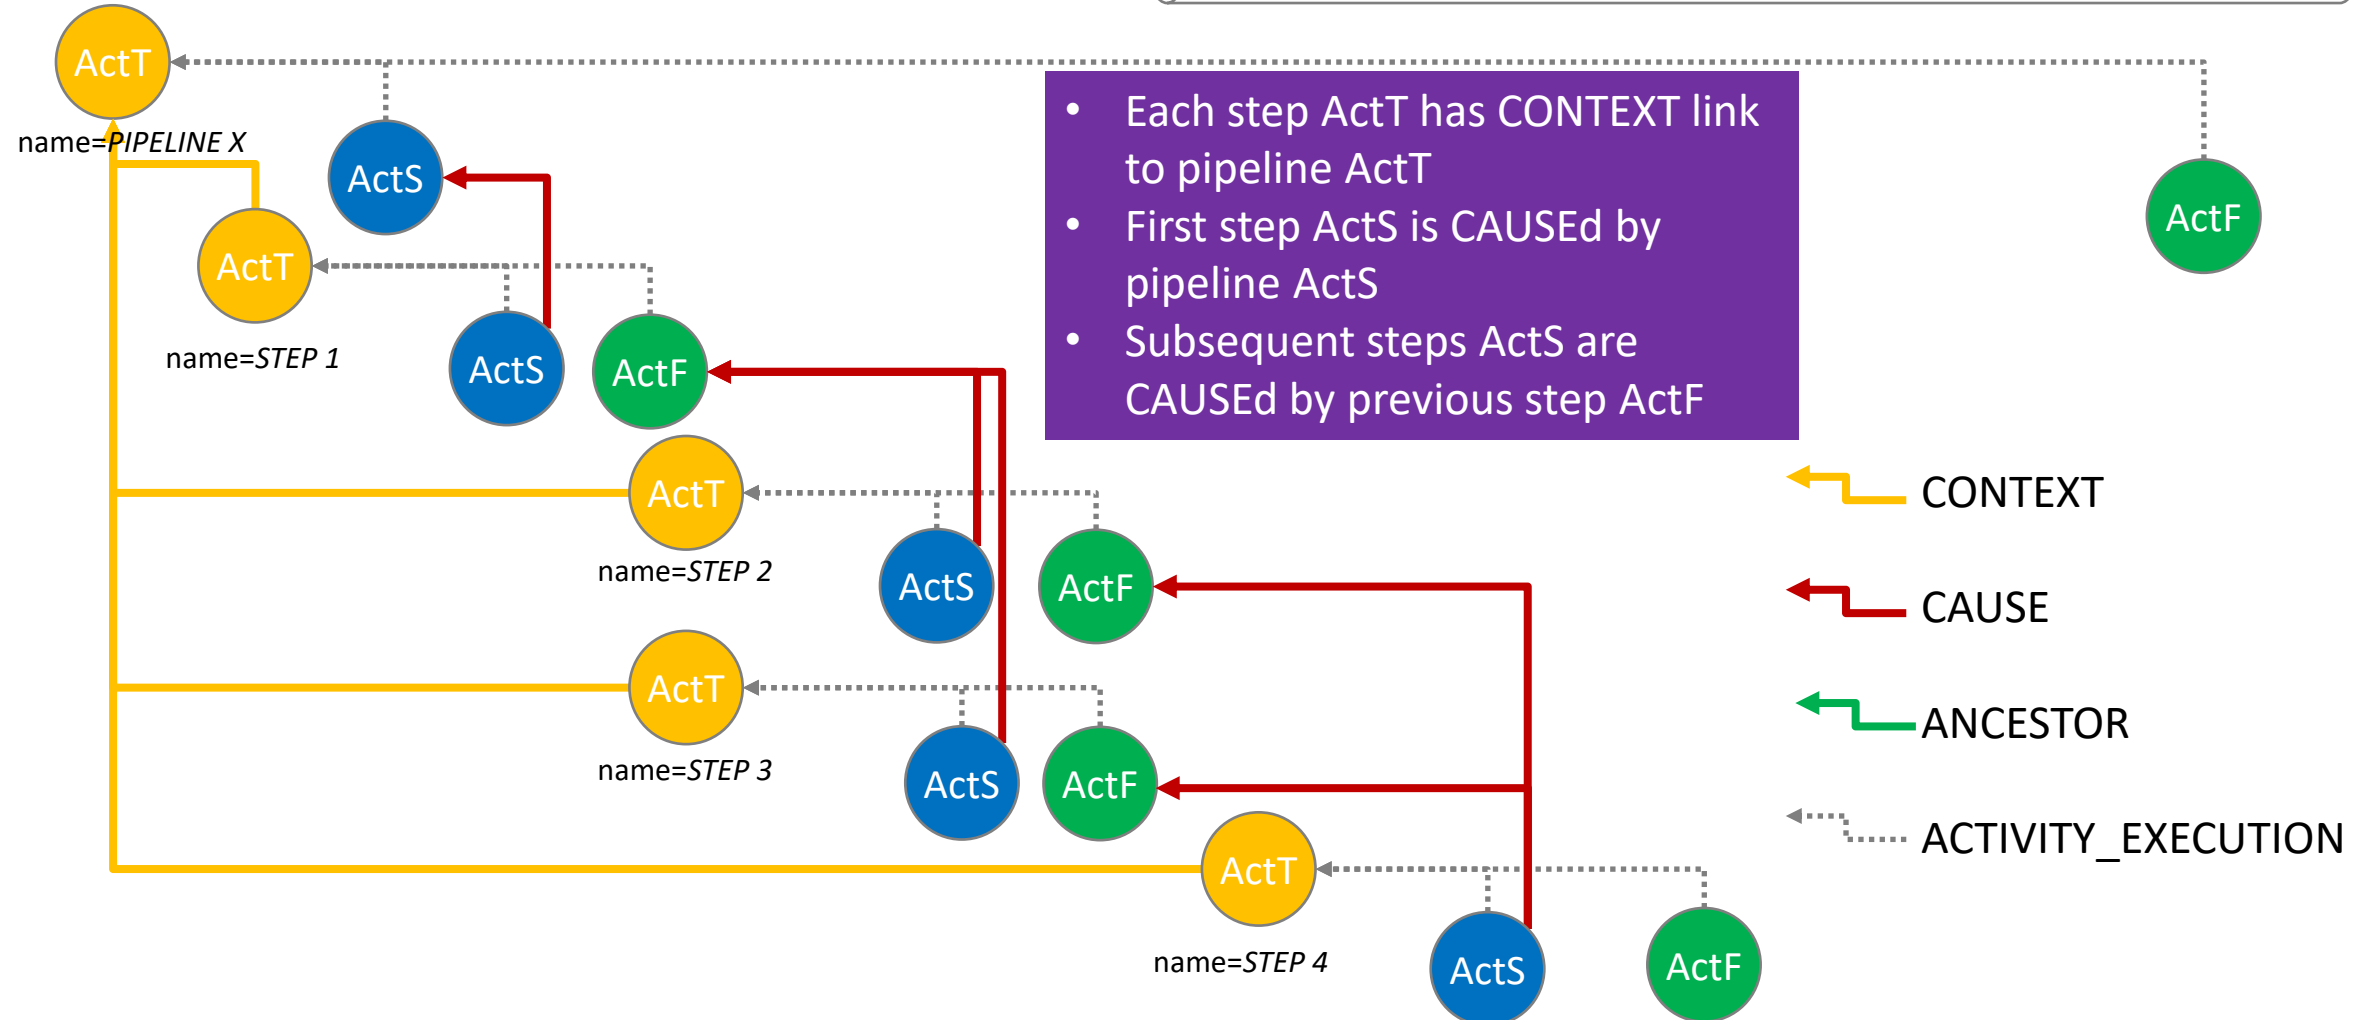 ActT
name=PIPELINE X
ActS
ActT
name=STEP 1
ActS
ActF
• Each step ActT has CONTEXT link
to pipeline ActT
• First step ActS is CAUSEd by
pipeline ActS
• Subsequent steps ActS are
CAUSEd by previous step ActF
ActF
ActT
name=STEP 2
ActS
ActF
ActT
name=STEP 3
ActS
ActF
ActT
name=STEP 4
ActS
ActF
CONTEXT
CAUSE
ANCESTOR
ACTIVITY_EXECUTION